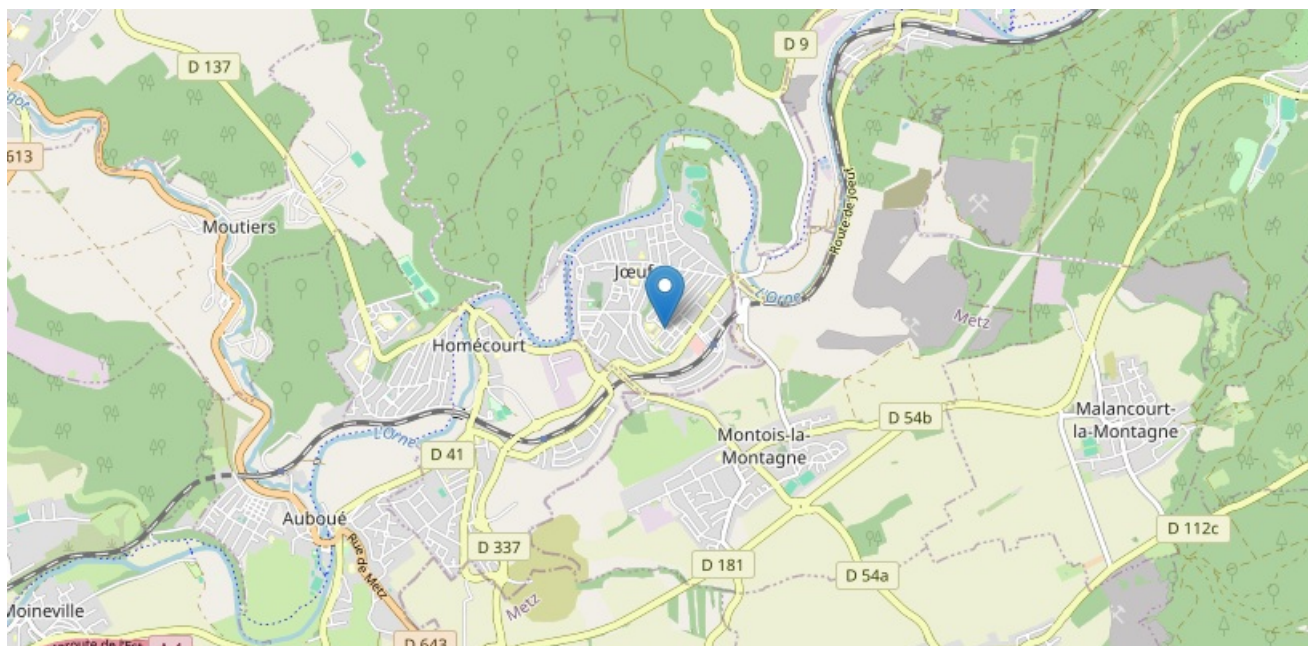 D 9
D 137
613
Moutiers
Route de Joeuf
Jœuf
L'Orne
Metz
Homécourt
D 54b
Malancourt-
la-Montagne
Montois-la-
Montagne
L'Orne
D 41
Auboué
D 112c
Rue de Metz
D 337
D 181
D 54a
Metz
Moineville
D 643